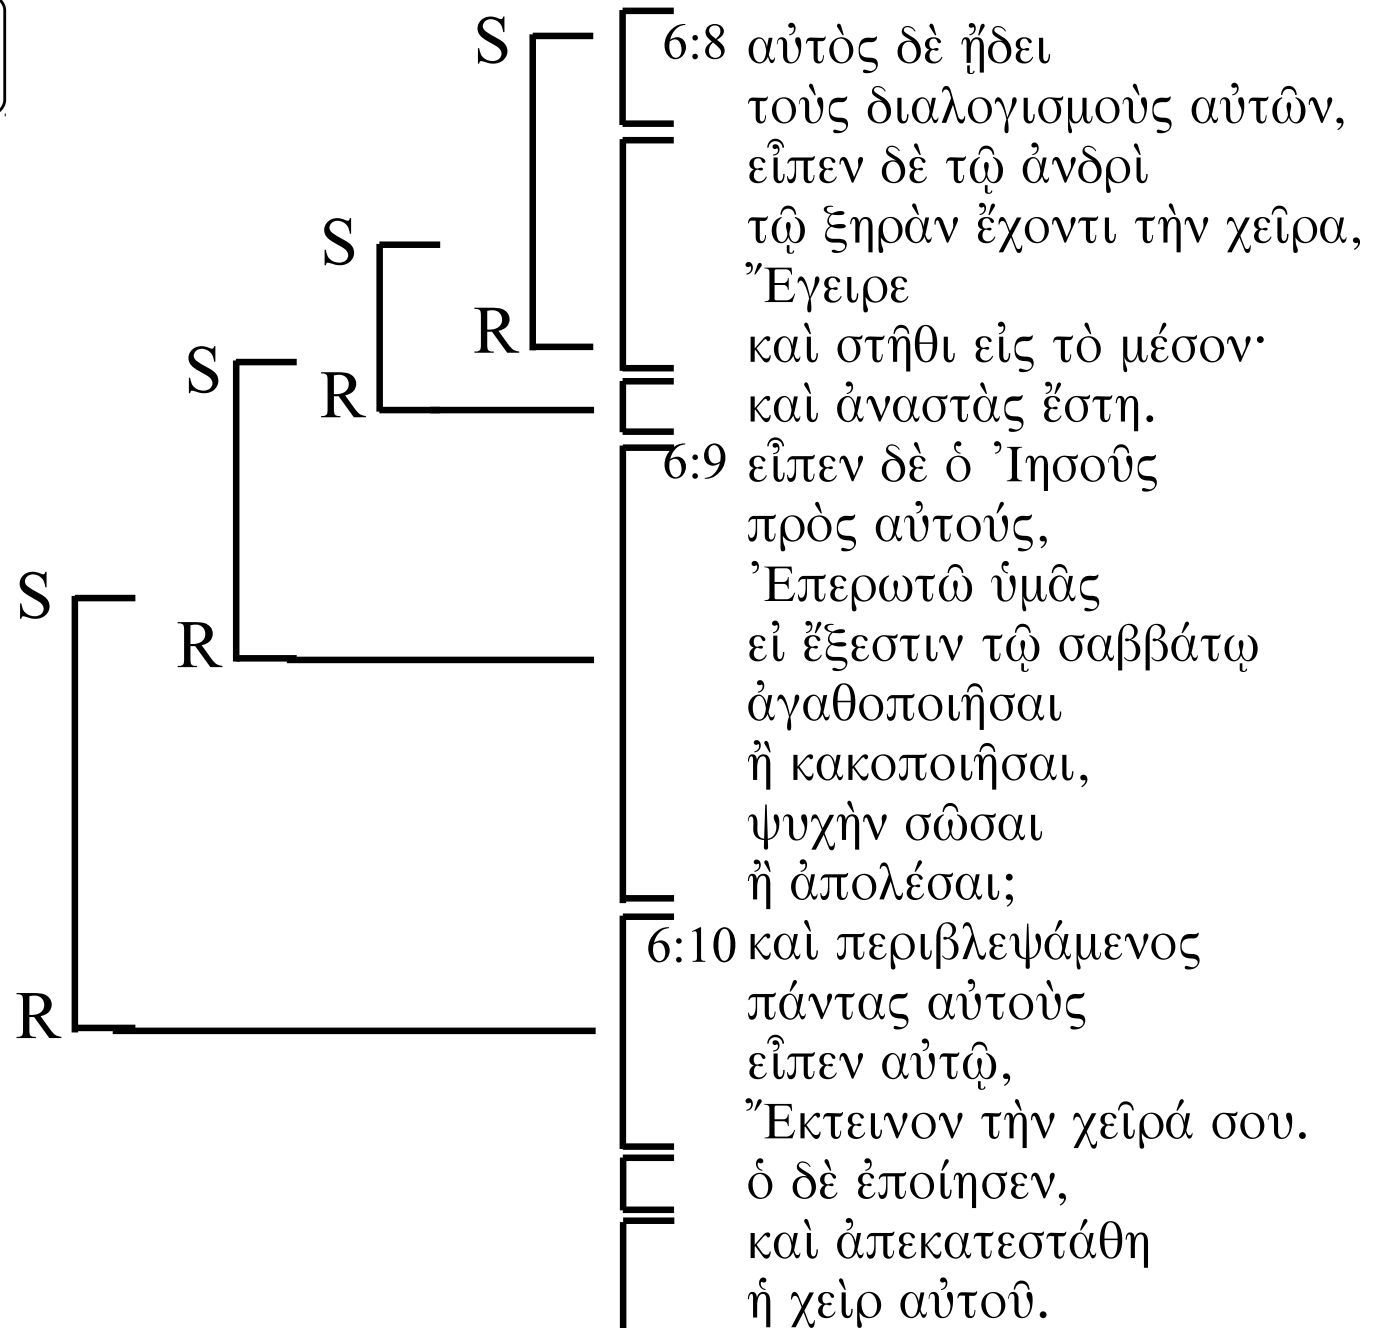 S
6:8 αὐτὸς δὲ ᾔδει
τοὺς διαλογισμοὺς αὐτῶν,
εἶπεν δὲ τῷ ἀνδρὶ
S
τῷ ξηρὰν ἔχοντι τὴν χεῖρα,
Ἔγειρε
R
καὶ στῆθι εἰς τὸ μέσον·
S
R
καὶ ἀναστὰς ἔστη.
6:9 εἶπεν δὲ ὁ Ἰησοῦς
πρὸς αὐτούς,
S
Ἐπερωτῶ ὑμᾶς
R
εἰ ἔξεστιν τῷ σαββάτῳ
ἀγαθοποιῆσαι
ἢ κακοποιῆσαι,
ψυχὴν σῶσαι
ἢ ἀπολέσαι;
6:10 καὶ περιβλεψάμενος
πάντας αὐτοὺς
R
εἶπεν αὐτῷ,
Ἔκτεινον τὴν χεῖρά σου.
ὁ δὲ ἐποίησεν,
καὶ ἀπεκατεστάθη
ἡ χεὶρ αὐτοῦ.